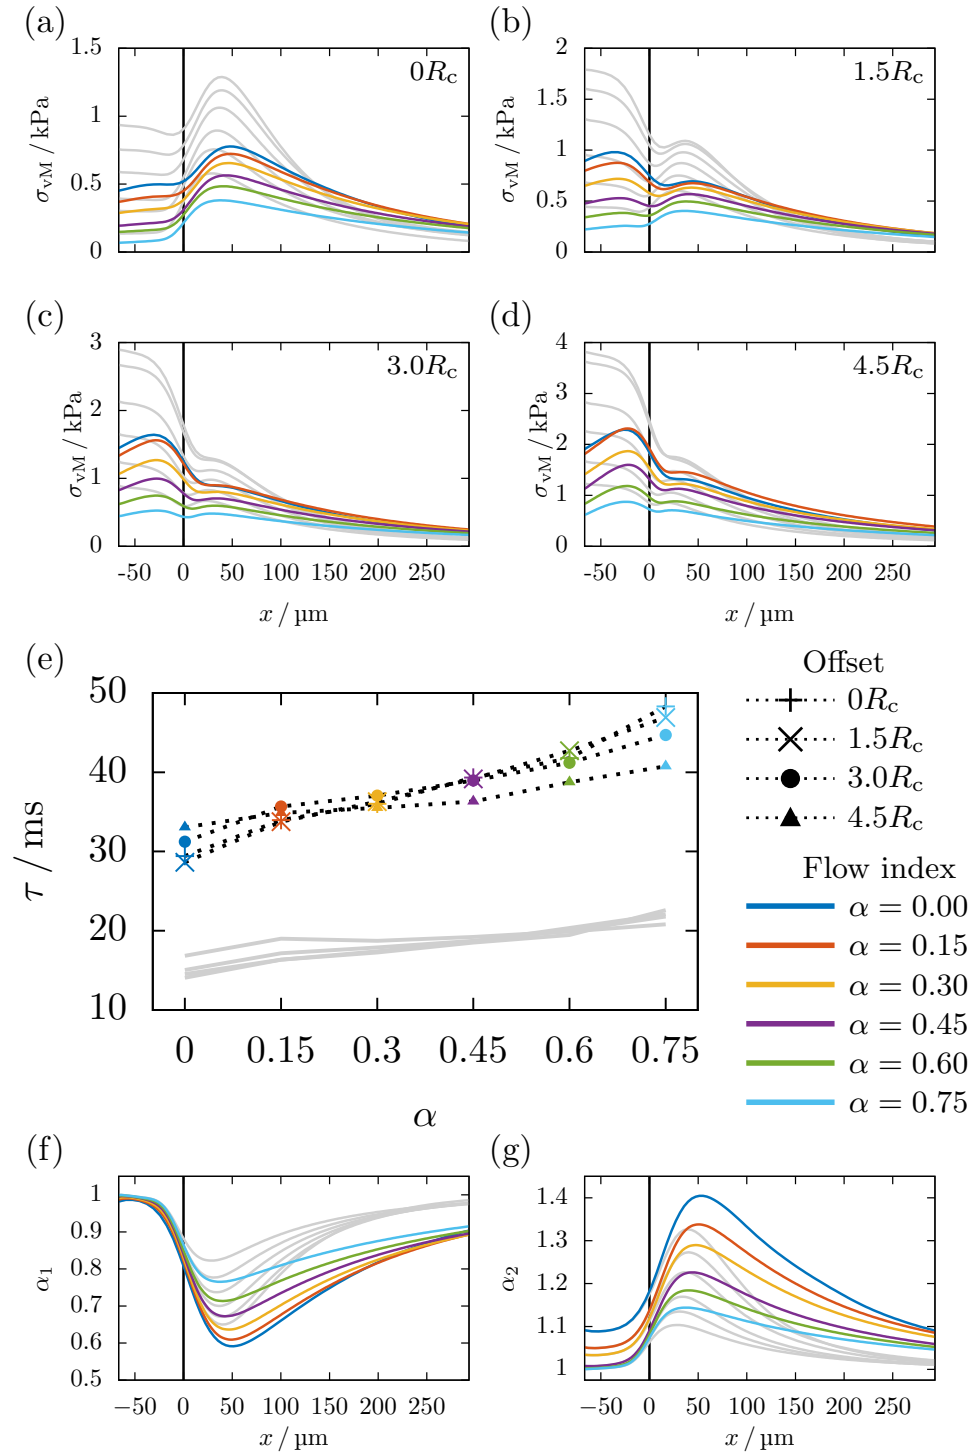 (a)
(b)
1.5
1
0.5
0
σvM / kPa
0Rc
2
1.5
1
0.5
0
σvM / kPa
1.5Rc
(c)
(d)
3
2
1
0
σvM / kPa
3.0Rc
-50 0 50 100 150 200 250
x / µm
4
3
2
1
0
σvM / kPa
4.5Rc
-50 0 50 100 150 200 250
x / µm
(e)
50
40
30
20
10
τ / ms
0 0.15 0.3 0.45 0.6 0.75
α
Offset
0Rc
1.5Rc
3.0Rc
4.5Rc
Flow index
α = 0.00
α = 0.15
α = 0.30
α = 0.45
α = 0.60
α = 0.75
(f)
(g)
1
0.9
0.8
0.7
0.6
0.5
α1
−50 0 50 100 150 200 250
x / µm
1.4
1.3
1.2
1.1
1
α2
−50 0 50 100 150 200 250
x / µm